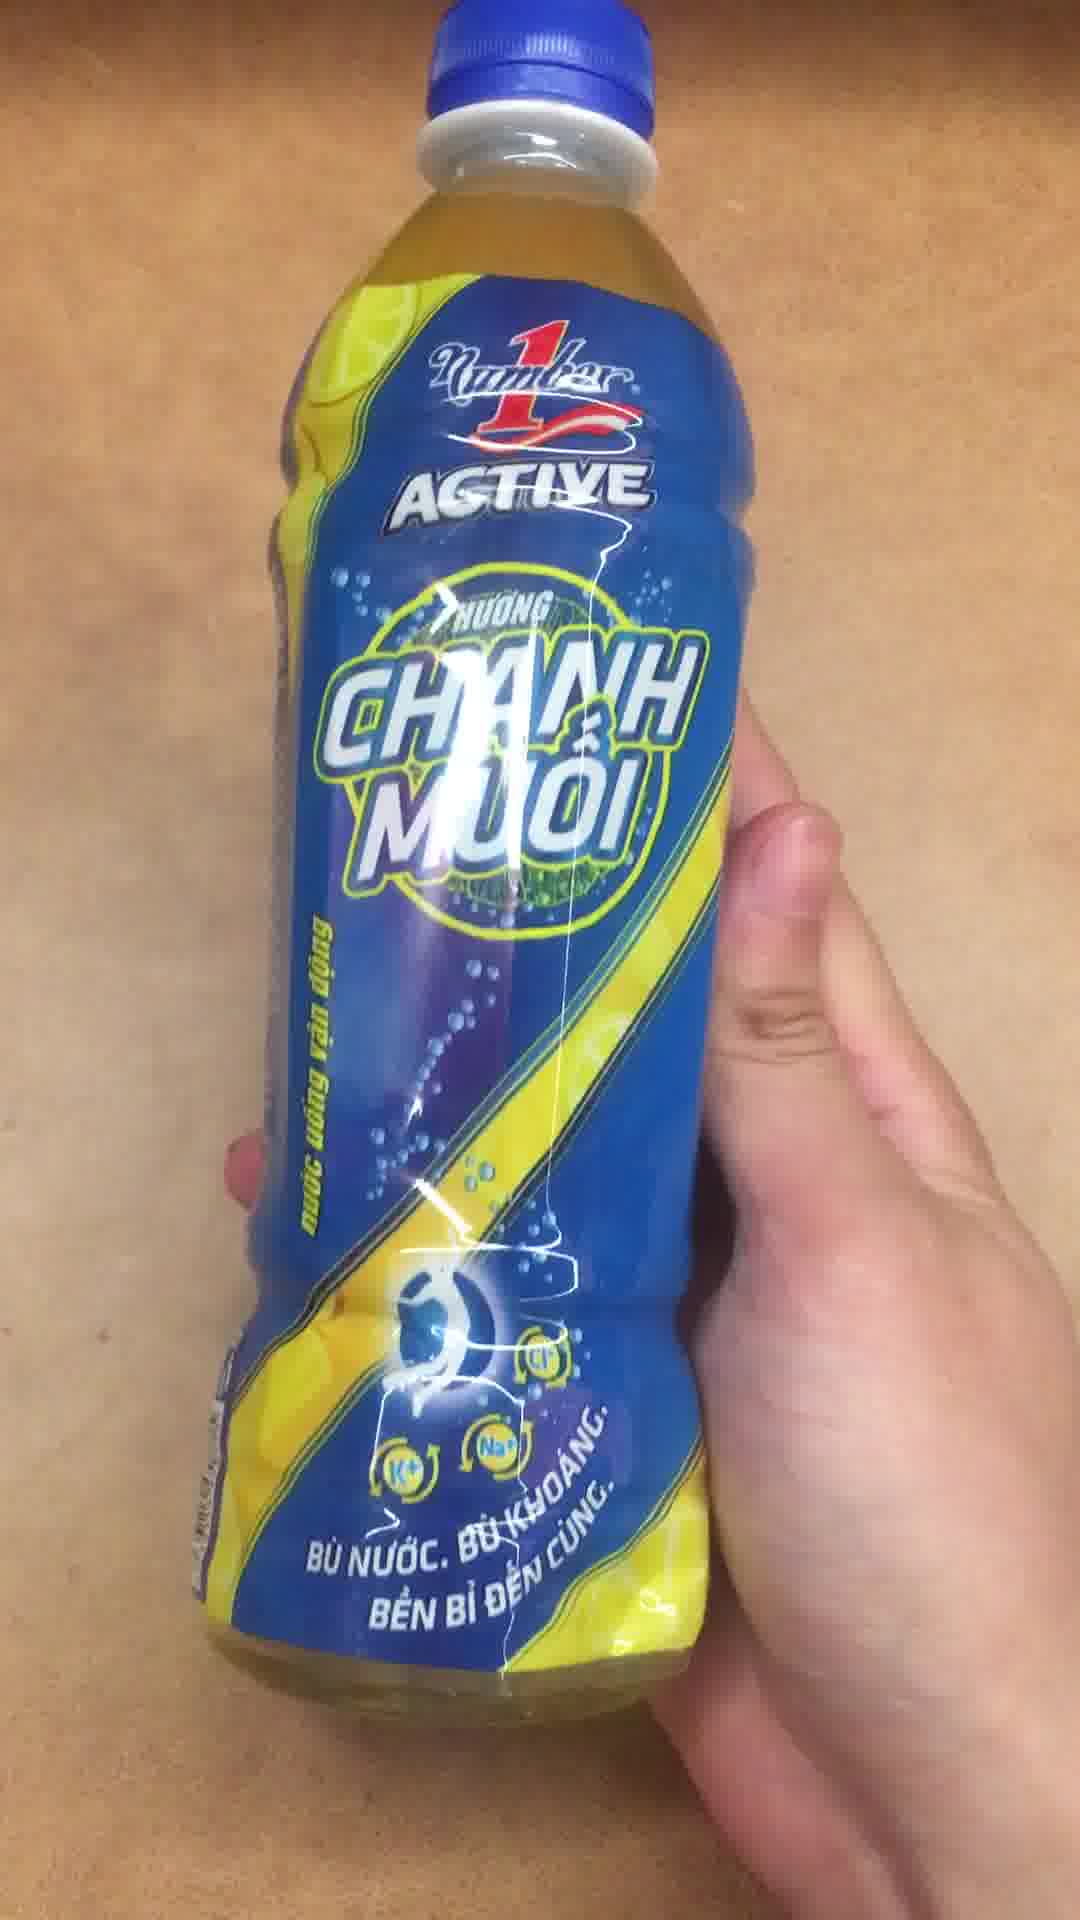 Number 1
ACTIVE
HƯƠNG
CHANH
MUỐI
nước uống vận động
Cl-
Na+
K+
BÙ NƯỚC. BÙ KHOÁNG.
BỀN BỈ ĐẾN CÙNG.